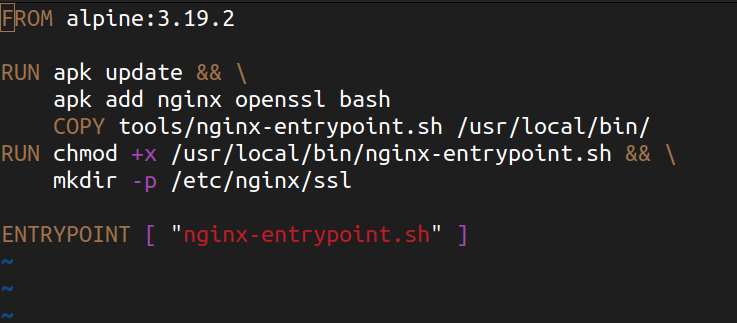 FROM alpine:3.19.2
RUN apk update && \
    apk add nginx openssl bash
    COPY tools/nginx-entrypoint.sh /usr/local/bin/
RUN chmod +x /usr/local/bin/nginx-entrypoint.sh && \
    mkdir -p /etc/nginx/ssl
ENTRYPOINT [ "nginx-entrypoint.sh" ]
~
~
~